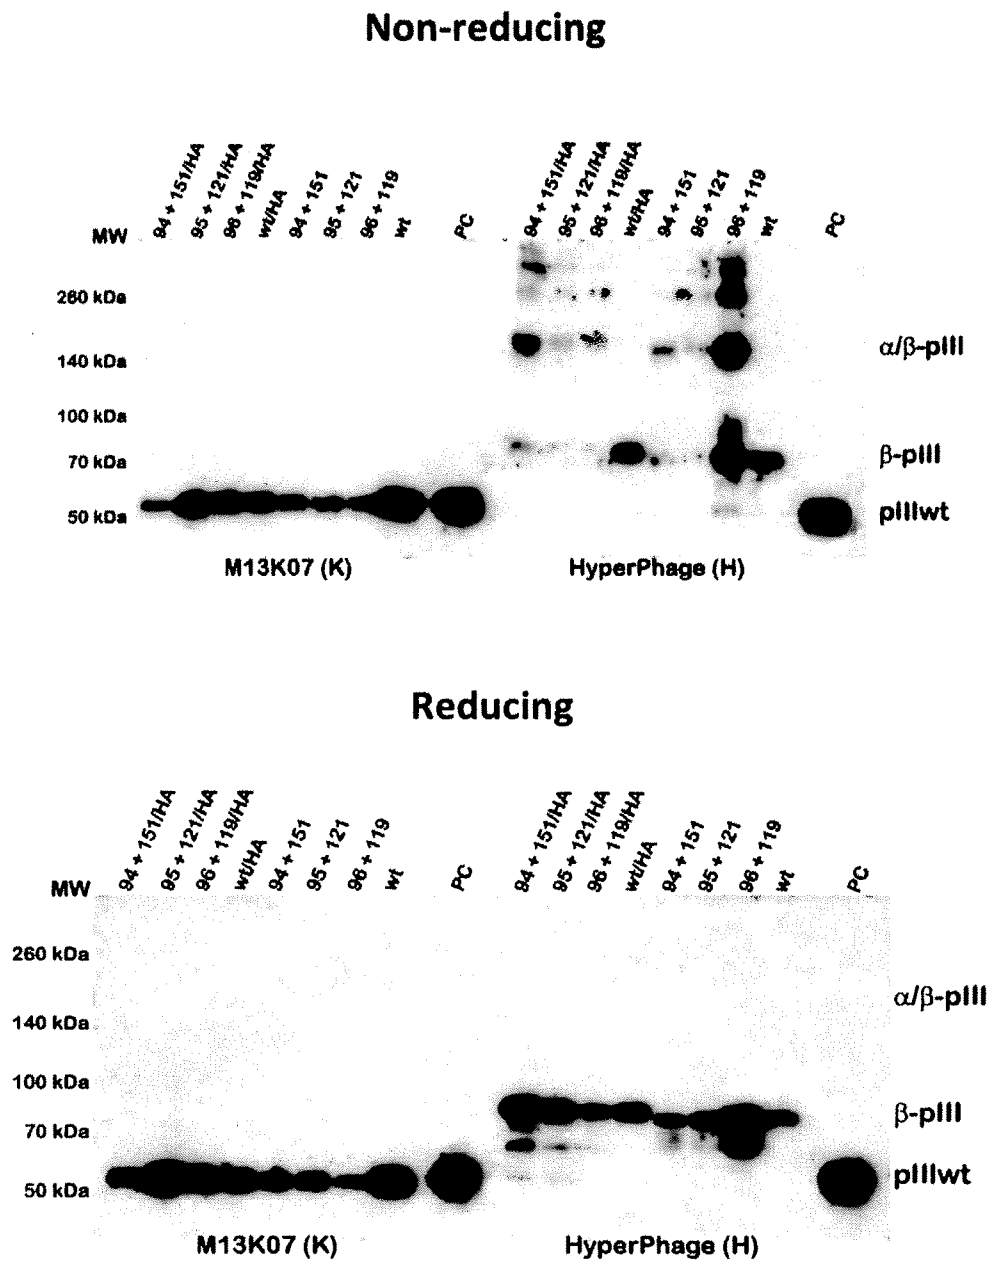 Non-reducing
94 + 151/HA
95 + 121/HA
96 + 119/HA
wt/HA
94 + 151
95 + 121
96 + 119
wt
PC
94 + 151/HA
95 + 121/HA
96 + 119/HA
wt/HA
94 + 151
95 + 121
96 + 119
wt
PC
MW
260 kDa
140 kDa
100 kDa
70 kDa
50 kDa
α/β-pIII
β-pIII
pIIIwt
M13K07 (K)
HyperPhage (H)
Reducing
94 + 151/HA
95 + 121/HA
96 + 119/HA
wt/HA
94 + 151
95 + 121
96 + 119
wt
PC
94 + 151/HA
95 + 121/HA
96 + 119/HA
wt/HA
94 + 151
95 + 121
96 + 119
wt
PC
MW
260 kDa
140 kDa
100 kDa
70 kDa
50 kDa
α/β-pIII
β-pIII
pIIIwt
M13K07 (K)
HyperPhage (H)